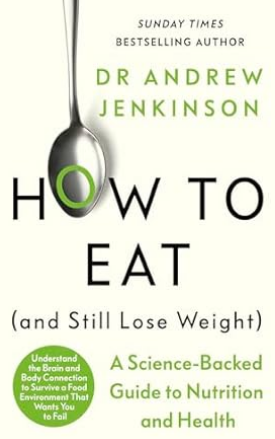 SUNDAY TIMES
BESTSELLING AUTHOR
DR ANDREW
JENKINSON
HOW TO
EAT
(and Still Lose Weight)
Understand
the Brain and
Body Connection
to Survive a Food
Environment That
Wants You
to Fail
A Science-Backed
Guide to Nutrition
and Health